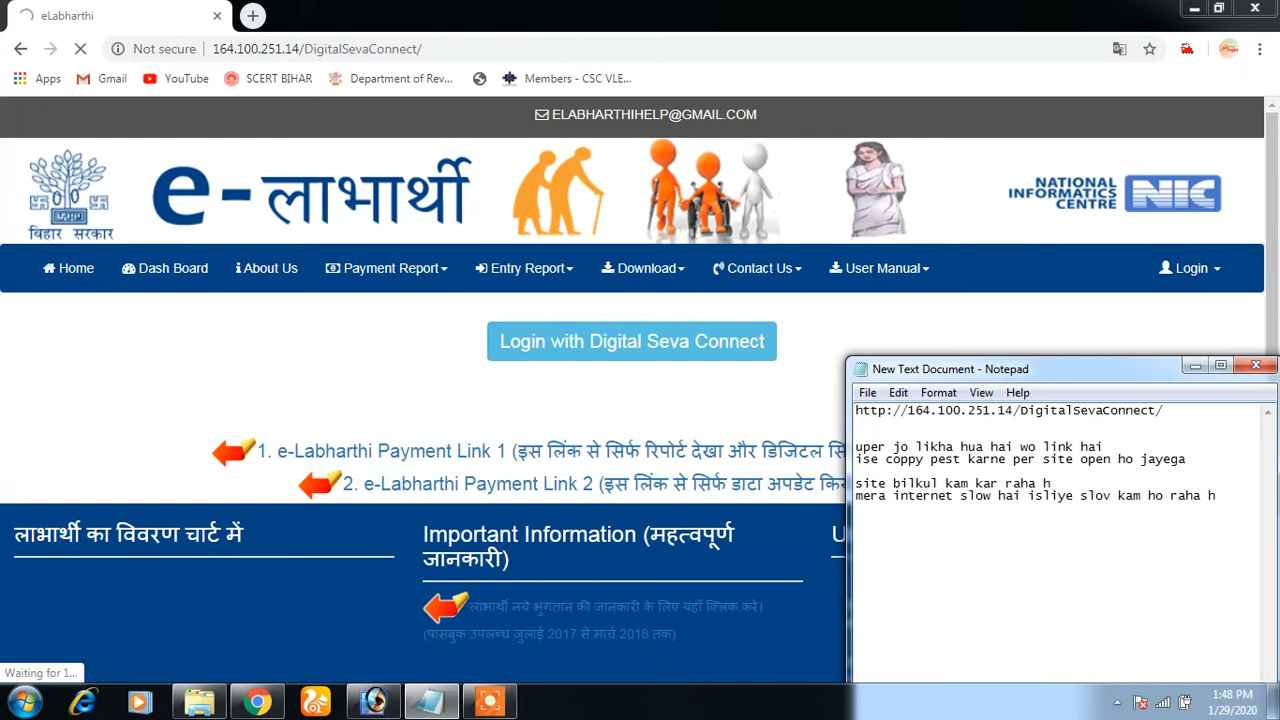 eLabharthi
Not secure
164.100.251.14/DigitalSevaConnect/
Apps
Gmail
YouTube
SCERT BIHAR
Department of Rev...
Members - CSC VLE...
ELABHARTHIHELP@GMAIL.COM
बिहार सरकार
e-लाभार्थी
NATIONAL
INFORMATICS
CENTRE
NIC
Home
Dash Board
About Us
Payment Report
Entry Report
Download
Contact Us
User Manual
Login
Login with Digital Seva Connect
1. e-Labharthi Payment Link 1 (इस लिंक से सिर्फ रिपोर्ट देखा और डिजिटल
2. e-Labharthi Payment Link 2 (इस लिंक से सिर्फ डाटा अपडेट
लाभार्थी का विवरण चार्ट में
Important Information (महत्वपूर्ण
जानकारी)
लाभार्थी नये भुगतान की जानकारी के लिए यहाँ क्लिक करे।
(पासबुक उपलब्ध जुलाई 2017 से मार्च 2018 तक)
New Text Document - Notepad
File Edit Format View Help
http://164.100.251.14/DigitalSevaConnect/
uper jo likha hua hai wo link hai
ise coppy pest karne per site open ho jayega
site bilkul kam kar raha h
mera internet slow hai isliye slov kam ho raha h
Waiting for 1...
1:48 PM
1/29/2020